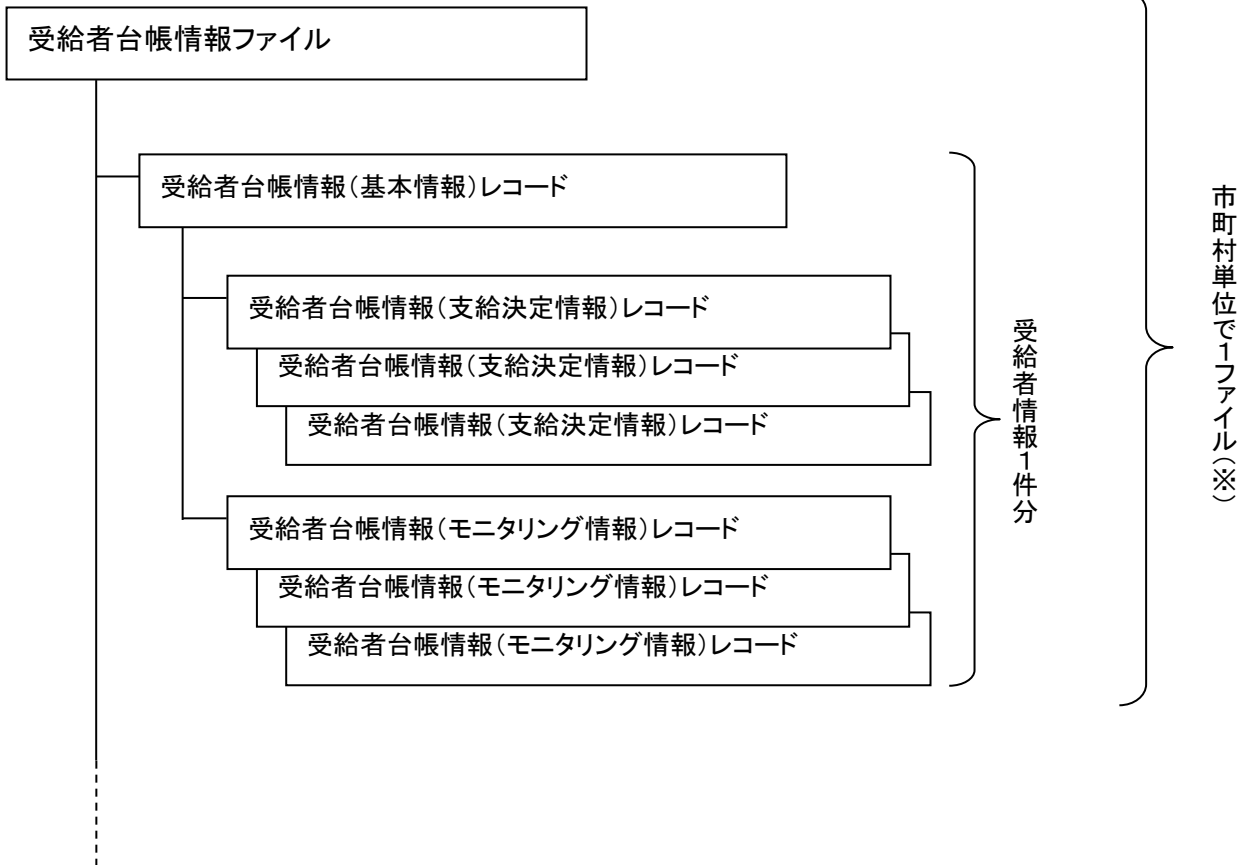 受給者台帳情報ファイル
受給者台帳情報(基本情報)レコード
受給者台帳情報(支給決定情報)レコード
受給者台帳情報(支給決定情報)レコード
受給者台帳情報(支給決定情報)レコード
受給者台帳情報(モニタリング情報)レコード
受給者台帳情報(モニタリング情報)レコード
受給者台帳情報(モニタリング情報)レコード
受給者情報1件分
市町村単位で1ファイル(※)